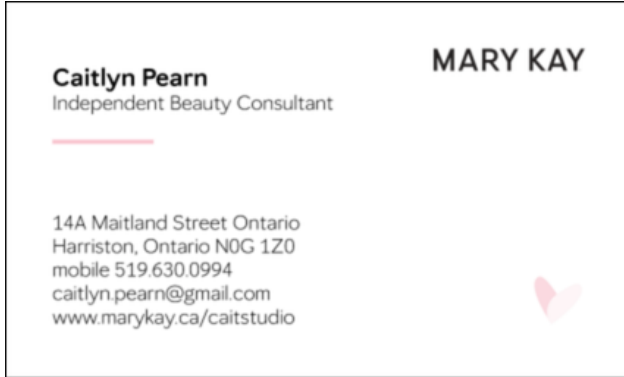 MARY KAY
Caitlyn Pearn
Independent Beauty Consultant
14A Maitland Street Ontario
Harriston, Ontario N0G 1Z0
mobile 519.630.0994
caitlyn.pearn@gmail.com
www.marykay.ca/caitstudio